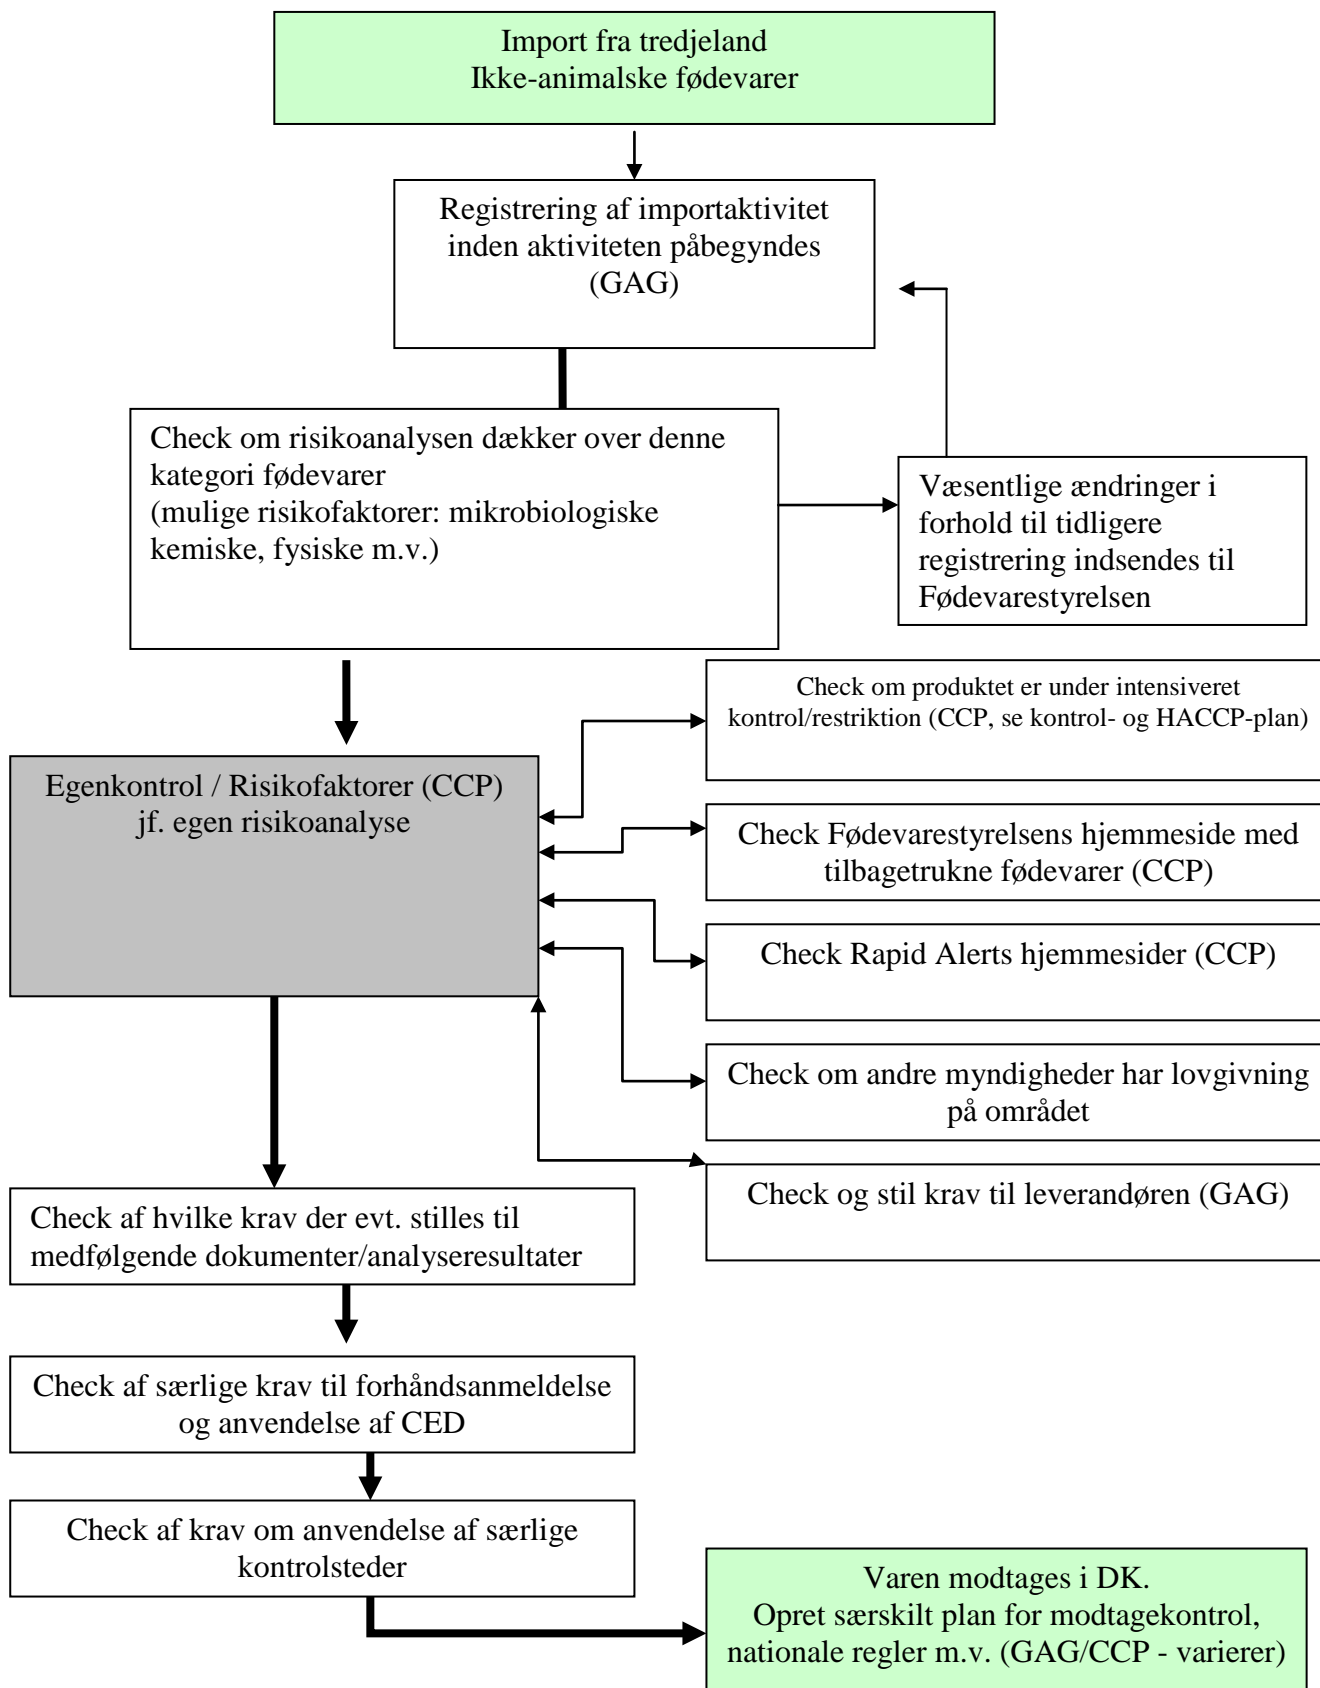 Import fra tredjeland
Ikke-animalske fødevarer
Registrering af importaktivitet
inden aktiviteten påbegyndes
(GAG)
Check om risikoanalysen dækker over denne
kategori fødevarer
(mulige risikofaktorer: mikrobiologiske
kemiske, fysiske m.v.)
Væsentlige ændringer i
forhold til tidligere
registrering indsendes til
Fødevarestyrelsen
Check om produktet er under intensiveret
kontrol/restriktion (CCP, se kontrol- og HACCP-plan)
Egenkontrol / Risikofaktorer (CCP)
jf. egen risikoanalyse
Check Fødevarestyrelsens hjemmeside med
tilbagetrukne fødevarer (CCP)
Check Rapid Alerts hjemmesider (CCP)
Check om andre myndigheder har lovgivning
på området
Check og stil krav til leverandøren (GAG)
Check af hvilke krav der evt. stilles til
medfølgende dokumenter/analyseresultater
Check af særlige krav til forhåndsanmeldelse
og anvendelse af CED
Check af krav om anvendelse af særlige
kontrolsteder
Varen modtages i DK.
Opret særskilt plan for modtagekontrol,
nationale regler m.v. (GAG/CCP - varierer)